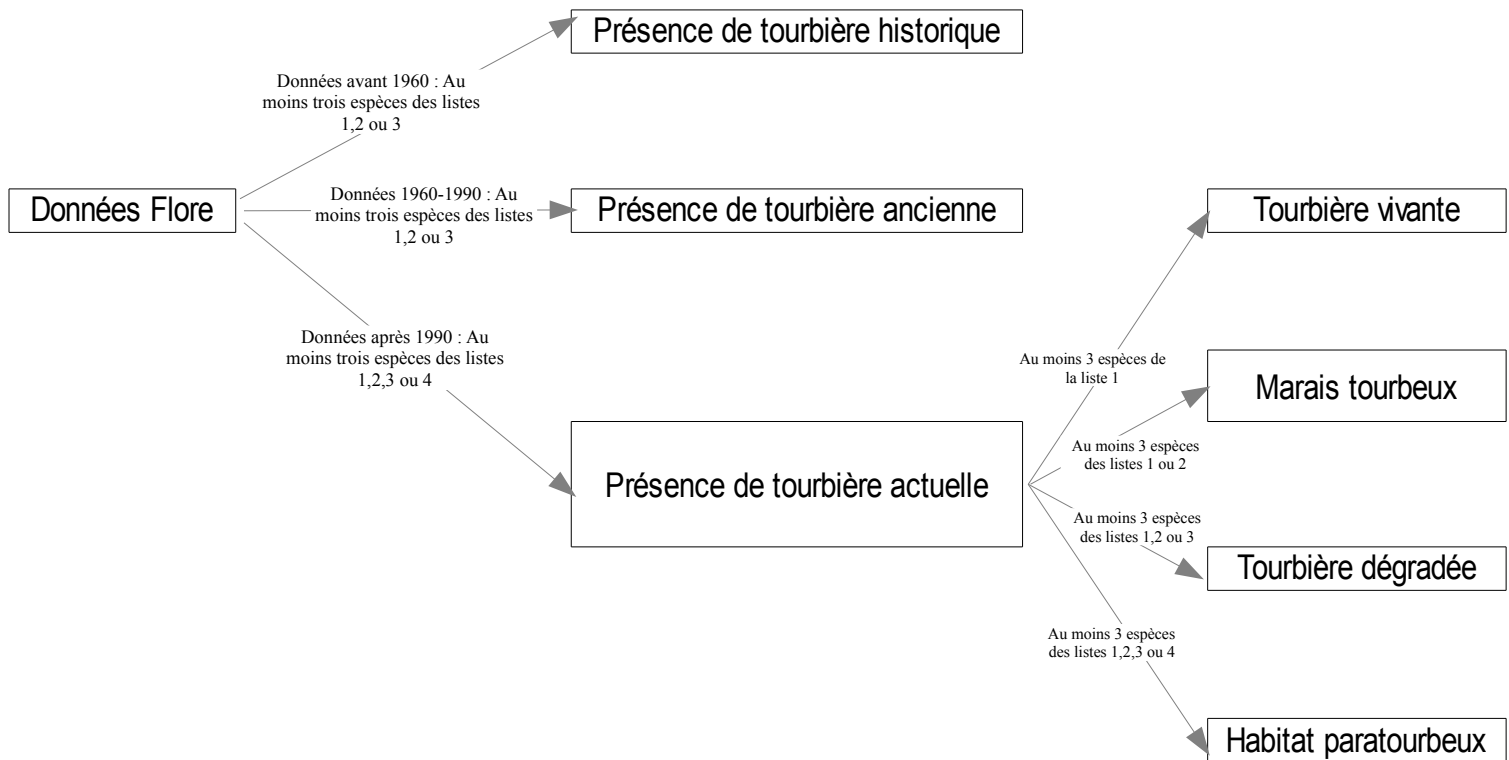 Présence de tourbière historique
Données avant 1960 : Au
moins trois espèces des listes
1,2 ou 3
Données Flore
Données 1960-1990 : Au
moins trois espèces des listes
1,2 ou 3
Présence de tourbière ancienne
Tourbière vivante
Données après 1990 : Au
moins trois espèces des listes
1,2,3 ou 4
Au moins 3 espèces de
la liste 1
Marais tourbeux
Présence de tourbière actuelle
Au moins 3 espèces
des listes 1 ou 2
Au moins 3 espèces
des listes 1,2 ou 3
Tourbière dégradée
Au moins 3 espèces
des listes 1,2,3 ou 4
Habitat paratourbeux